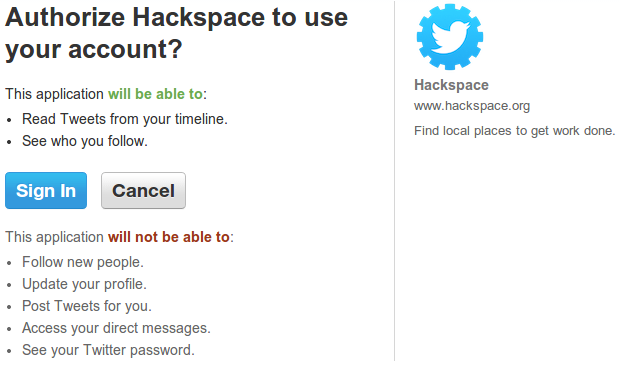 Authorize Hackspace to use
your account?
This application will be able to:
• Read Tweets from your timeline.
• See who you follow.
Sign In
Cancel
This application will not be able to:
• Follow new people.
• Update your profile.
• Post Tweets for you.
• Access your direct messages.
• See your Twitter password.
Hackspace
www.hackspace.org
Find local places to get work done.